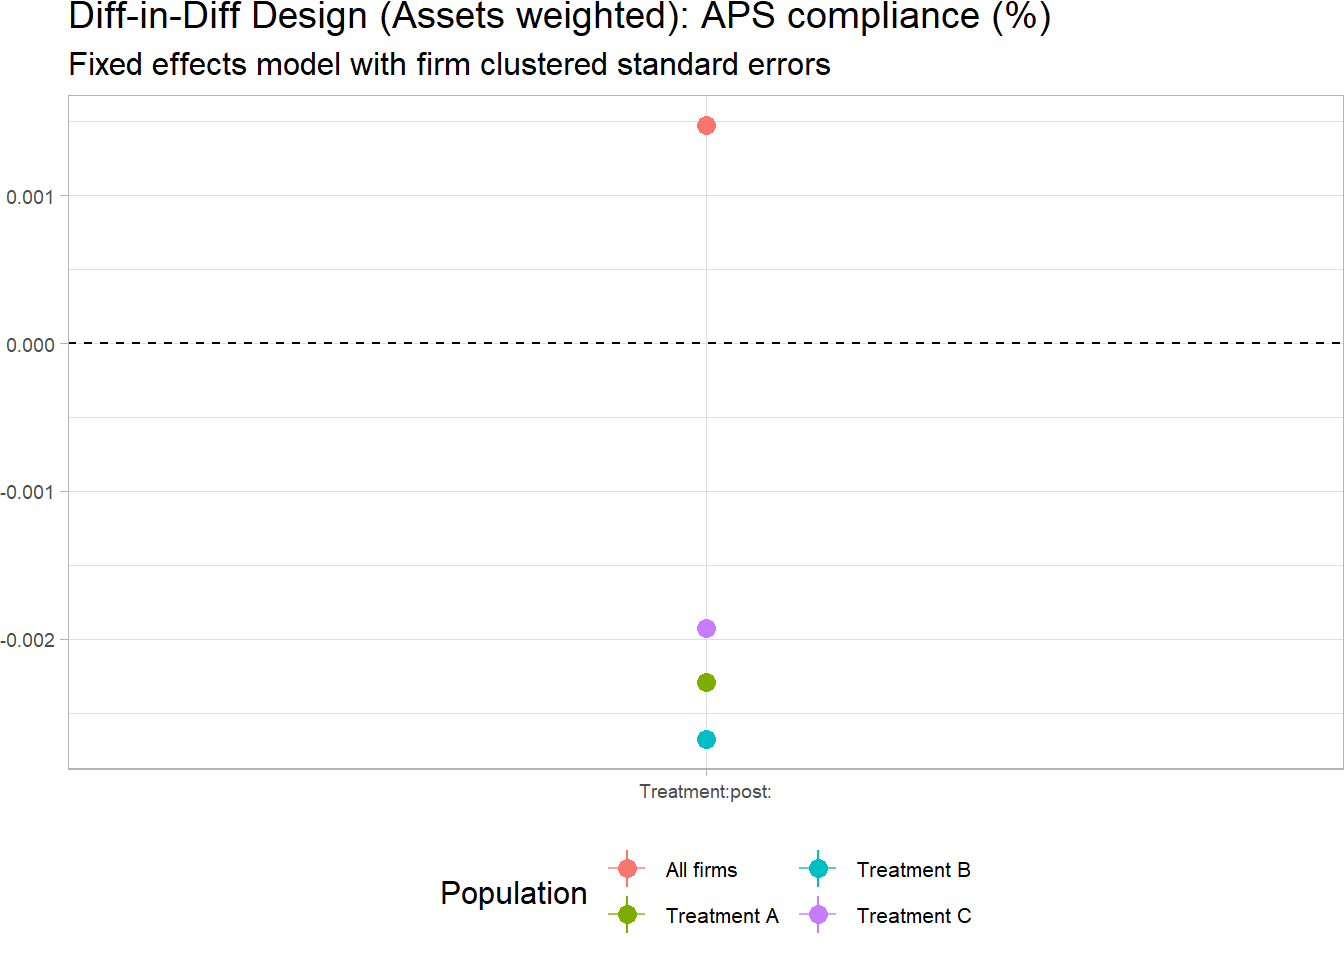 Diff-in-Diff Design (Assets weighted): APS compliance (%)
Fixed effects model with firm clustered standard errors
0.001
0.000
-0.001
-0.002
Treatment:post:
Population
All firms
Treatment B
Treatment A
Treatment C